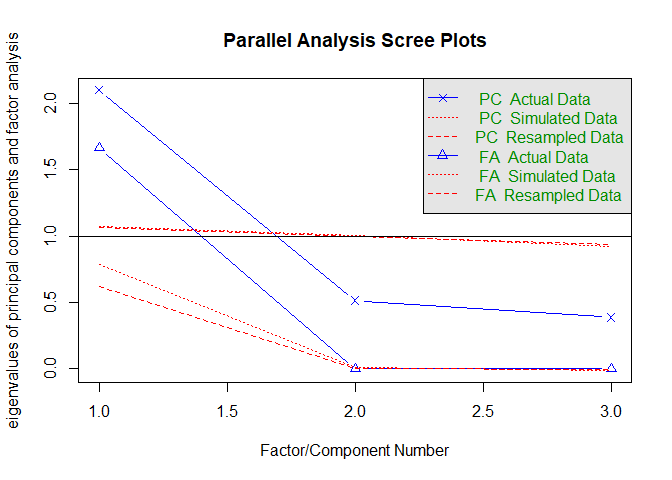 Parallel Analysis Scree Plots
eigenvalues of principal components and factor analysis
2.0
1.5
1.0
0.5
0.0
PC Actual Data
PC Simulated Data
PC Resampled Data
FA Actual Data
FA Simulated Data
FA Resampled Data
1.0 1.5 2.0 2.5 3.0
Factor/Component Number